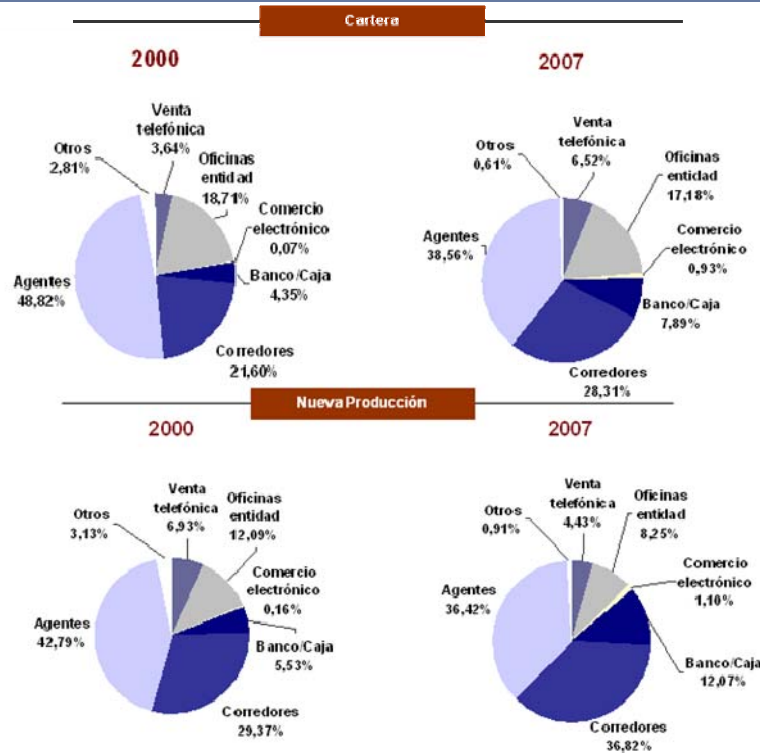 Cartera
2000
Venta
telefónica
3,64%
Otros
2,81%
Oficinas
entidad
18,71%
Comercio
electrónico
0,07%
Banco/Caja
4,35%
Agentes
48,82%
Corredores
21,60%
2007
Venta
telefónica
6,52%
Otros
0,61%
Oficinas
entidad
17,18%
Agentes
38,56%
Comercio
electrónico
0,93%
Banco/Caja
7,89%
Corredores
28,31%
Nueva Producción
2000
Venta
telefónica
6,93%
Oficinas
entidad
12,09%
Otros
3,13%
Comercio
electrónico
0,16%
Agentes
42,79%
Banco/Caja
5,53%
Corredores
29,37%
2007
Venta
telefónica
4,43%
Oficinas
entidad
8,25%
Otros
0,91%
Comercio
electrónico
1,10%
Agentes
36,42%
Banco/Caja
12,07%
Corredores
36,82%